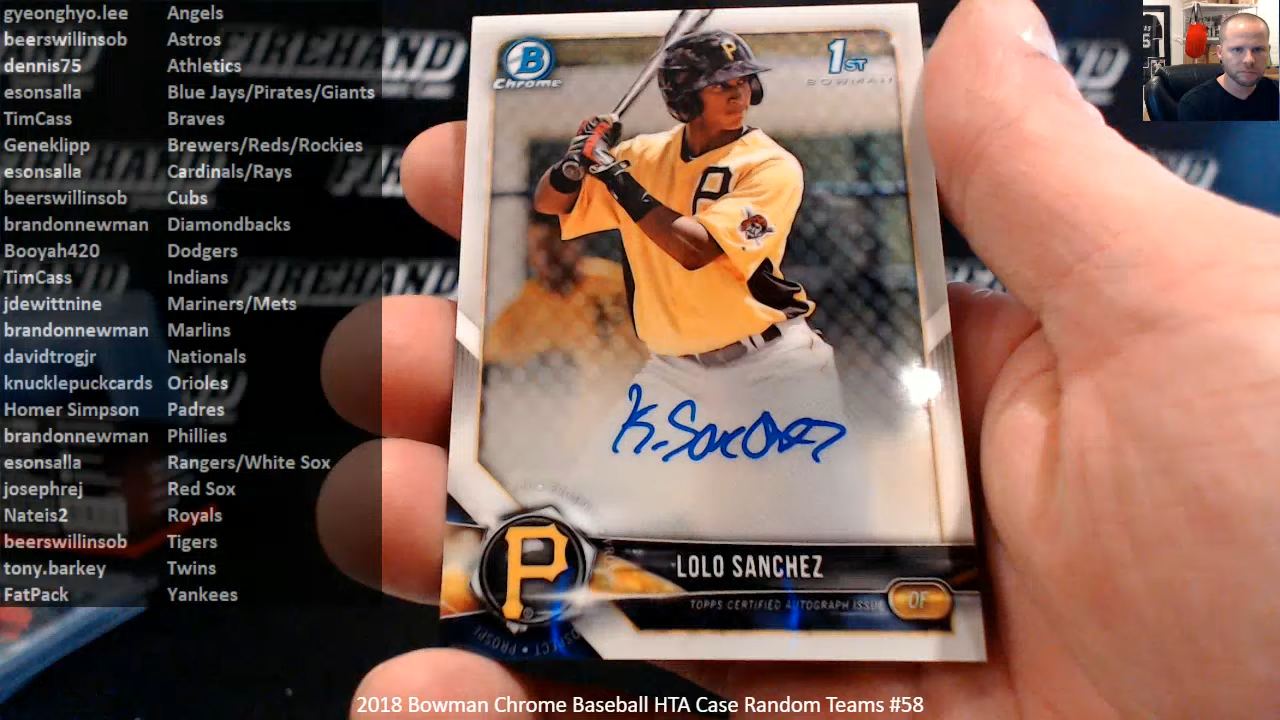 gyeonghyo.lee Angels
beerswillinsob Astros
dennis75 Athletics
esonsalla Blue Jays/Pirates/Giants
TimCass Braves
Geneklipp Brewers/Reds/Rockies
esonsalla Cardinals/Rays
beerswillinsob Cubs
brandonnewman Diamondbacks
Booyah420 Dodgers
TimCass Indians
jdewittnine Mariners/Mets
brandonnewman Marlins
davidtrogjr Nationals
knucklepuckcards Orioles
Homer Simpson Padres
brandonnewman Phillies
esonsalla Rangers/White Sox
josephrej Red Sox
Nateis2 Royals
beerswillinsob Tigers
tony.barkey Twins
FatPack Yankees
B
Chrome
1ST
BOWMAN
P
P
K. Sanchez
P
LOLO SANCHEZ
TOPPS CERTIFIED AUTOGRAPH ISSUE
OF
PROSPECT • PROSPE
FIREHAND
2018 Bowman Chrome Baseball HTA Case Random Teams #58